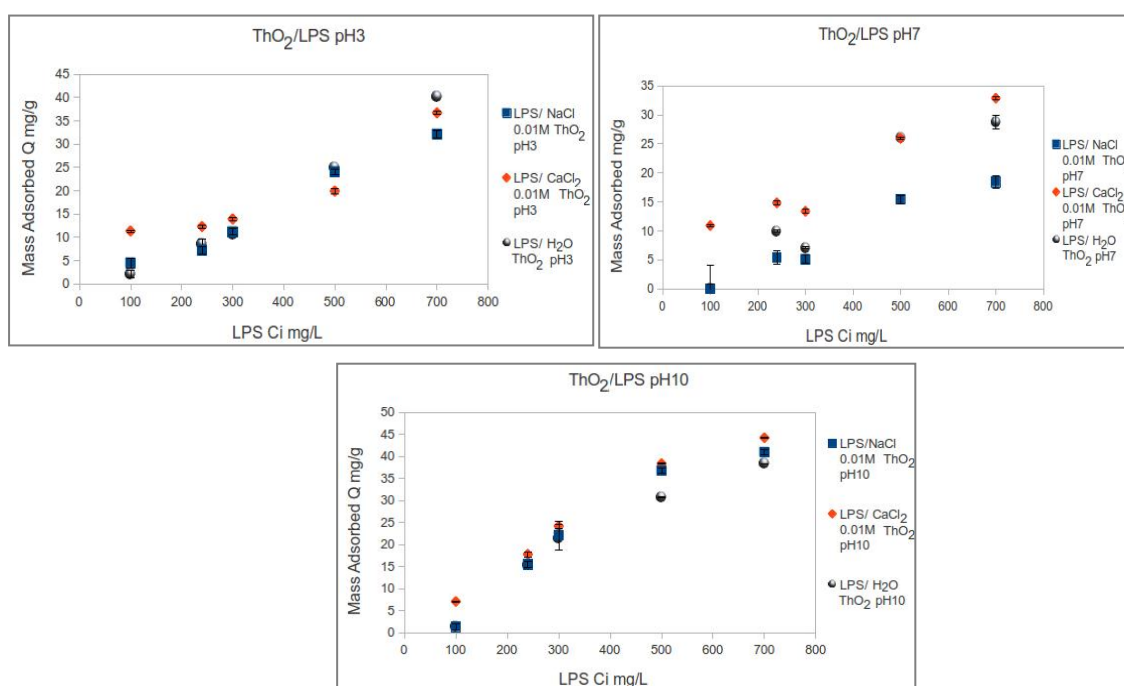 ThO₂/LPS pH3
Mass Adsorbed Q mg/g
45
40
35
30
25
20
15
10
5
0
0 100 200 300 400 500 600 700 800
LPS Ci mg/L
LPS/ NaCl
0.01M ThO₂
pH3
LPS/ CaCl₂
0.01M ThO₂
pH3
LPS/ H₂O
ThO₂ pH3
ThO₂/LPS pH7
Mass Adsorbed mg/g
35
30
25
20
15
10
5
0
0 100 200 300 400 500 600 700 800
LPS Ci mg/L
LPS/ NaCl
0.01M ThO₂
pH7
LPS/ CaCl₂
0.01M ThO₂
pH7
LPS/ H₂O
ThO₂ pH7
ThO₂/LPS pH10
Mass Adsorbed Q mg/g
50
45
40
35
30
25
20
15
10
5
0
0 100 200 300 400 500 600 700 800
LPS Ci mg/L
LPS/NaCl
0.01M ThO₂
pH10
LPS/ CaCl₂
0.01M ThO₂
pH10
LPS/ H₂O
ThO₂ pH10